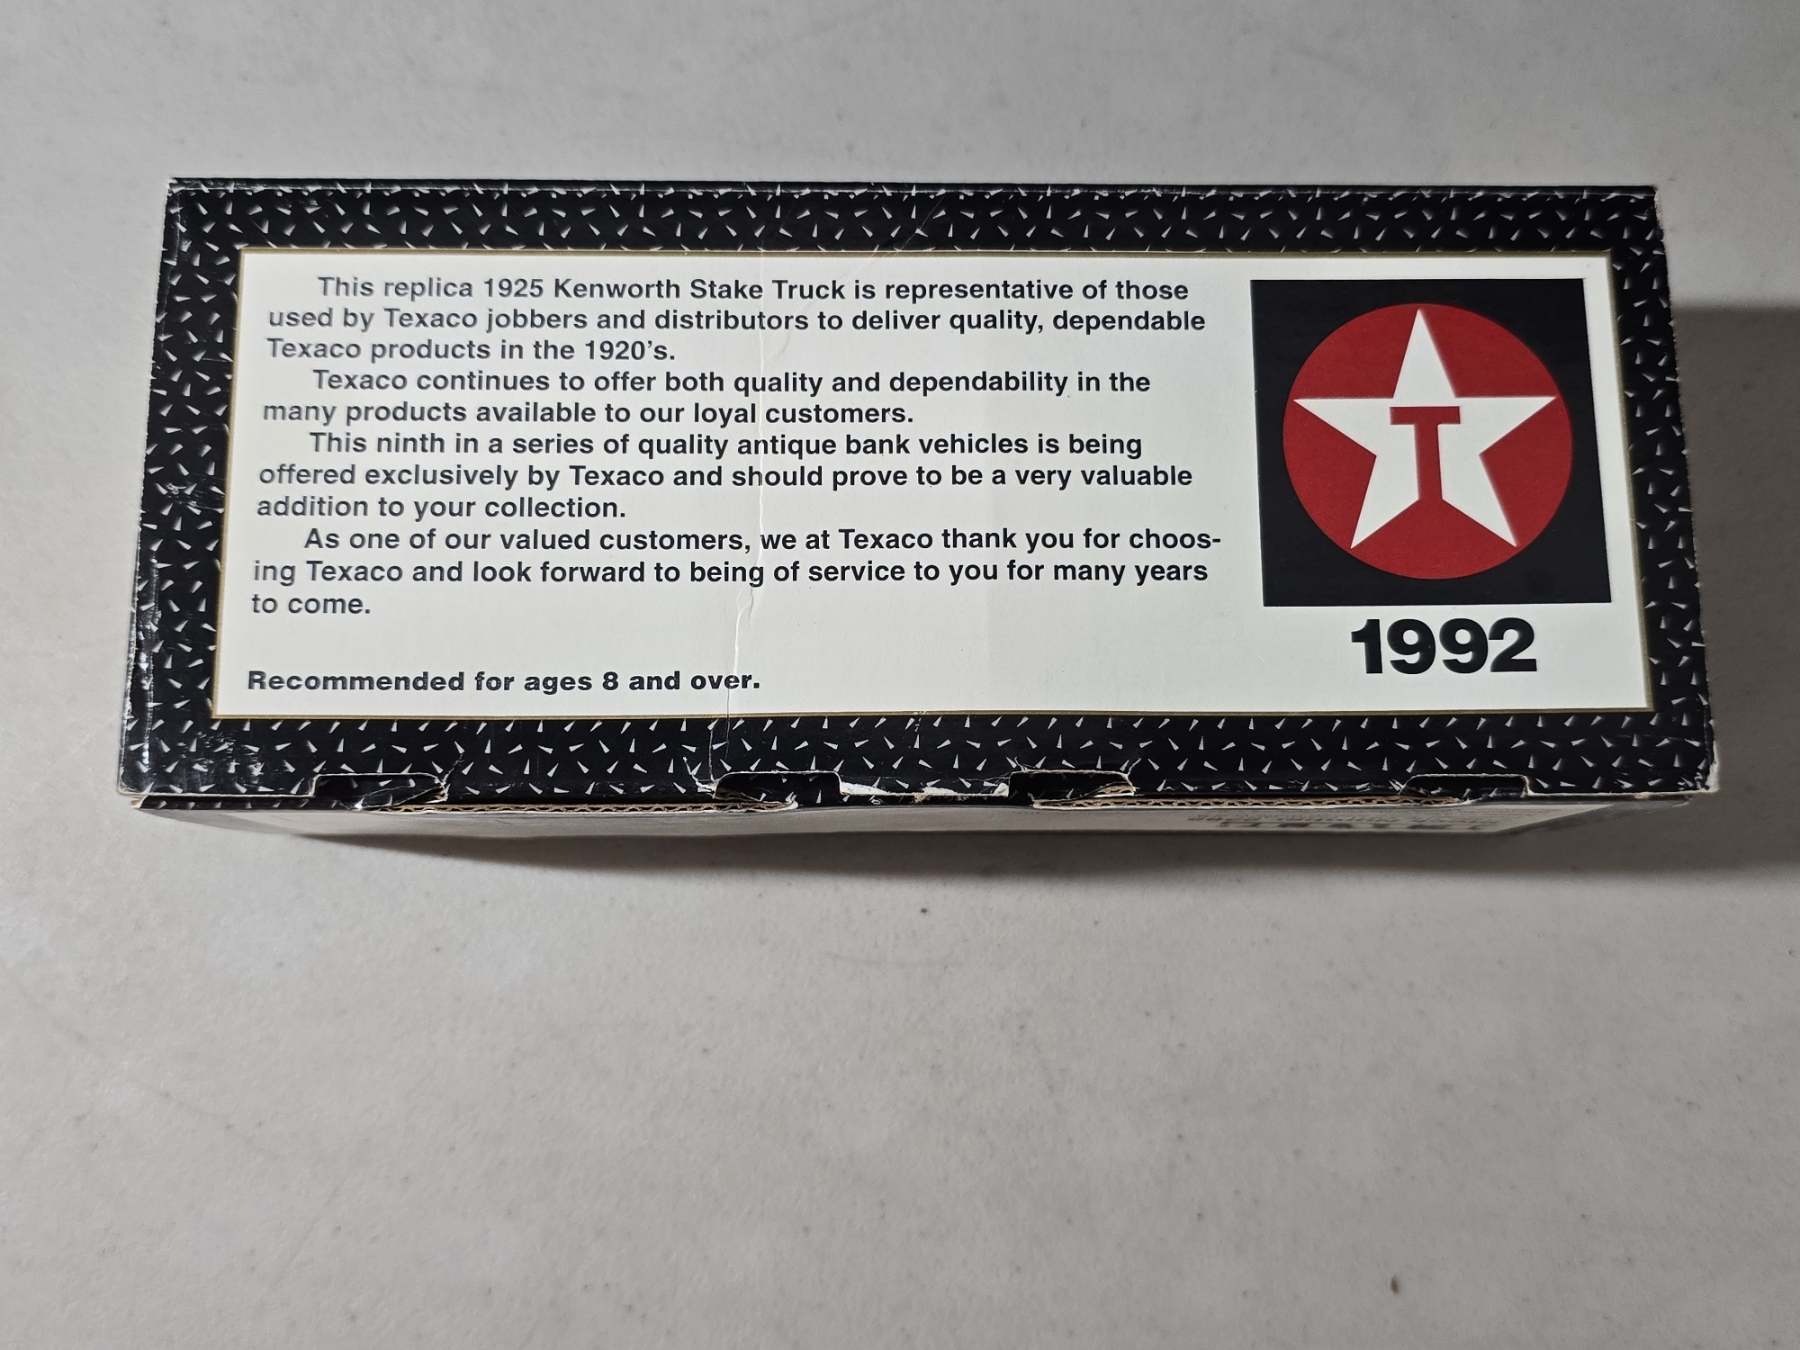 This replica 1925 Kenworth Stake Truck is representative of those
used by Texaco jobbers and distributors to deliver quality, dependable
Texaco products in the 1920's.
Texaco continues to offer both quality and dependability in the
many products available to our loyal customers.
This ninth in a series of quality antique bank vehicles is being
offered exclusively by Texaco and should prove to be a very valuable
addition to your collection.
As one of our valued customers, we at Texaco thank you for choos-
ing Texaco and look forward to being of service to you for many years
to come.
Recommended for ages 8 and over.
T
1992